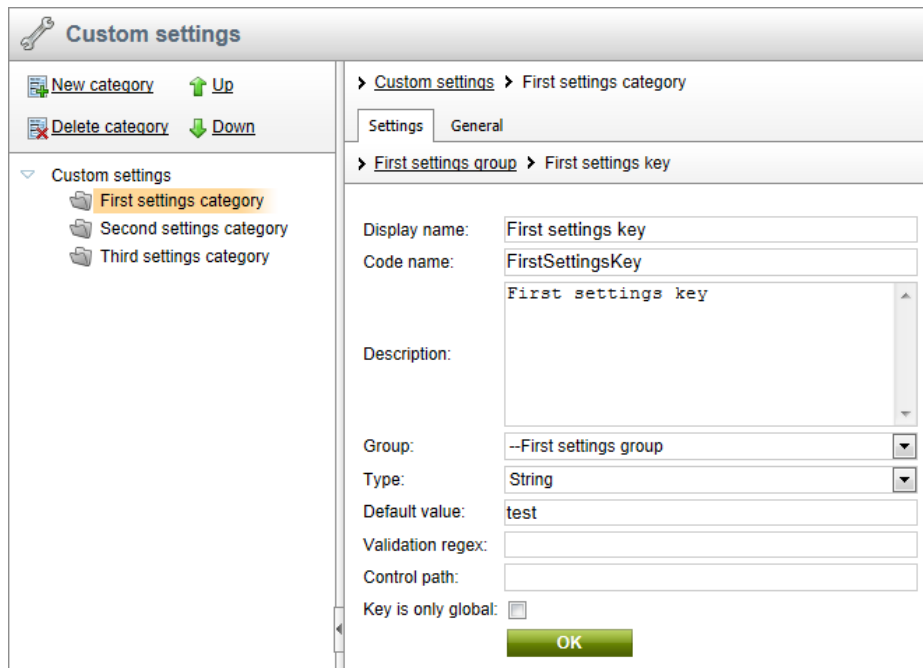 Custom settings
New category
Up
Delete category
Down
Custom settings
First settings category
Second settings category
Third settings category
Custom settings > First settings category
Settings
General
First settings group > First settings key
Display name: First settings key
Code name: FirstSettingsKey
Description: First settings key
Group: --First settings group
Type: String
Default value: test
Validation regex:
Control path:
Key is only global:
OK